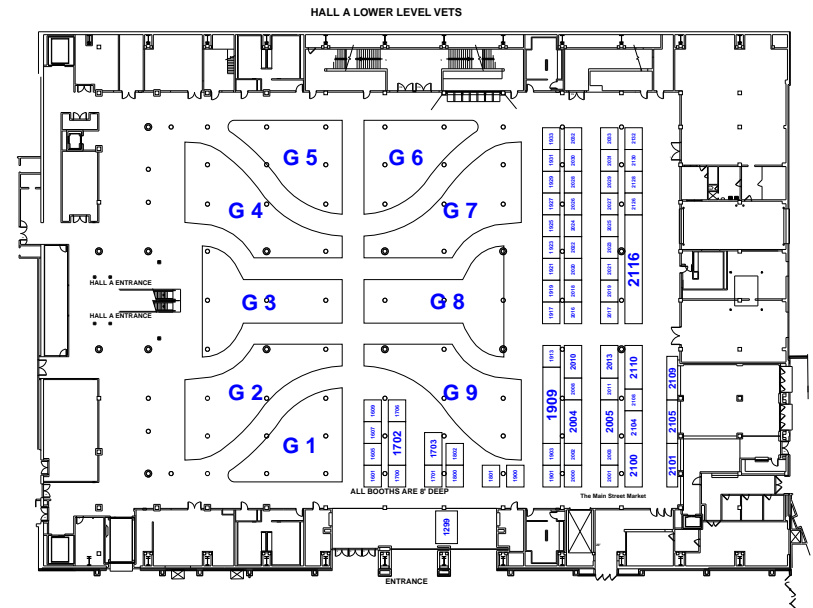 HALL A LOWER LEVEL VETS
G 5
G 6
G 4
G 7
HALL A ENTRANCE
HALL A ENTRANCE
G 3
G 8
G 2
G 9
G 1
1933 2032 2033 2132
1931 2030 2031 2130
1929 2028 2029 2128
1927 2026 2027 2126
1925 2024 2025
1923 2022 2023
2116
1921 2020 2021
1919 2018 2019
1917 2016 2017
1913 2010 2013 2110
2109
1909 2008 2011 2106
2004 2005 2104 2105
1903 2002 2003 2100 2101
1901 2000 2001
1609 1706
1607 1702
1605 1703 1802
1601 1700 1701 1800 1801 1900
ALL BOOTHS ARE 8' DEEP
The Main Street Market
1299
ENTRANCE